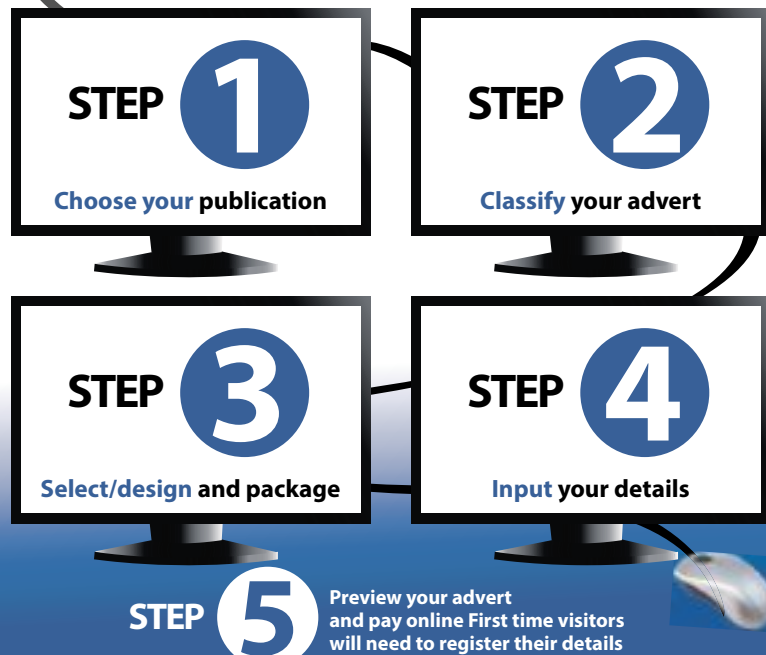 STEP 1
Choose your publication
STEP 2
Classify your advert
STEP 3
Select/design and package
STEP 4
Input your details
STEP 5
Preview your advert
and pay online First time visitors
will need to register their details